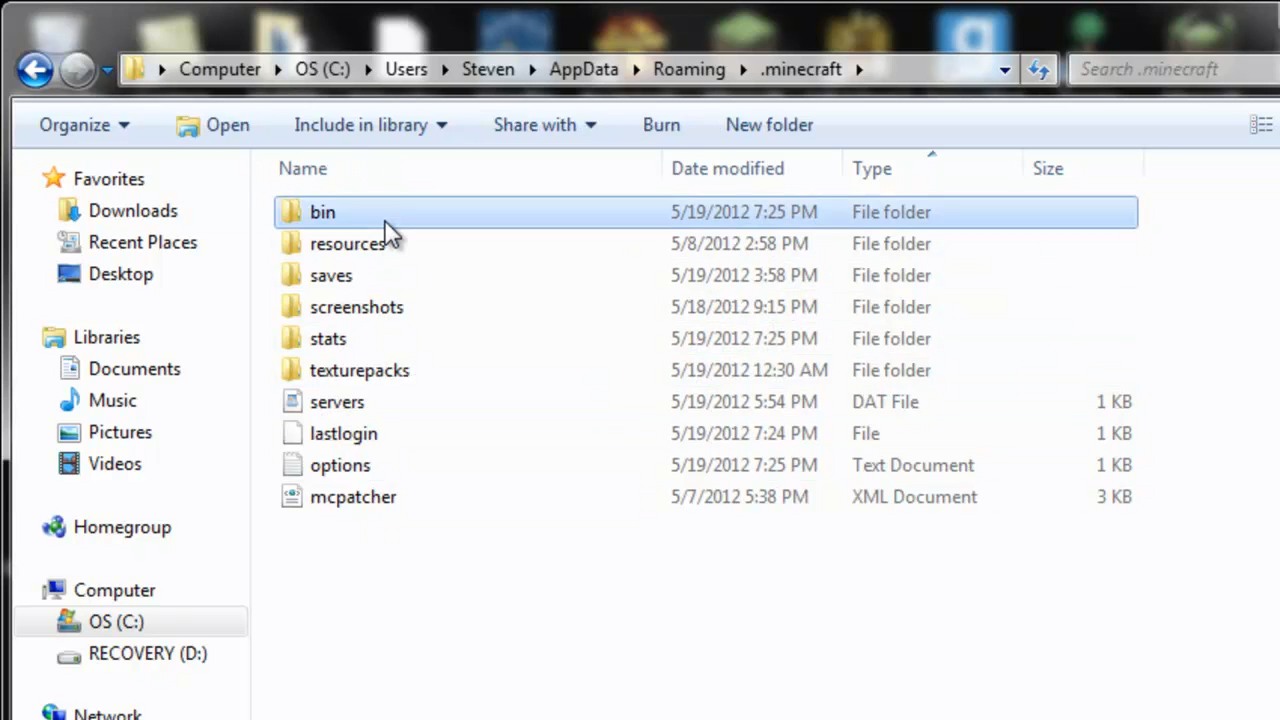 Computer OS (C:) Users Steven AppData Roaming .minecraft Search .minecraft
Organize Open Include in library Share with Burn New folder
Name Date modified Type Size
Favorites
Downloads
Recent Places
Desktop
Libraries
Documents
Music
Pictures
Videos
Homegroup
Computer
OS (C:)
RECOVERY (D:)
Network
bin 5/19/2012 7:25 PM File folder
resources 5/8/2012 2:58 PM File folder
saves 5/19/2012 3:58 PM File folder
screenshots 5/18/2012 9:15 PM File folder
stats 5/19/2012 7:25 PM File folder
texturepacks 5/19/2012 12:30 AM File folder
servers 5/19/2012 5:54 PM DAT File 1 KB
lastlogin 5/19/2012 7:24 PM File 1 KB
options 5/19/2012 7:25 PM Text Document 1 KB
mcpatcher 5/7/2012 5:38 PM XML Document 3 KB